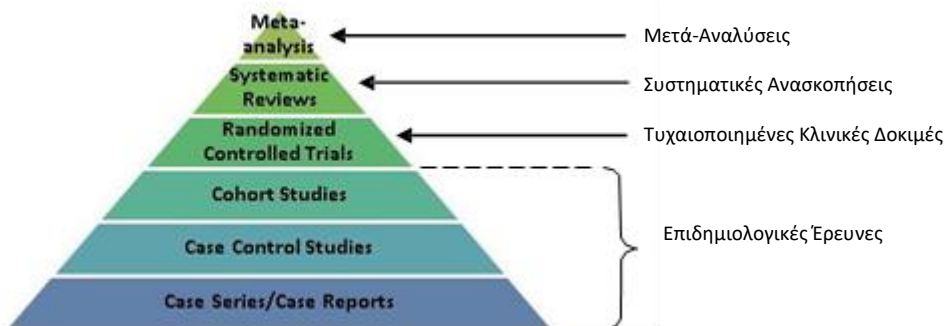 Meta-
analysis
Μετά-Αναλύσεις
Systematic
Reviews
Συστηματικές Ανασκοπήσεις
Randomized
Controlled Trials
Τυχαιοποιημένες Κλινικές Δοκιμές
Cohort Studies
Case Control Studies
Επιδημιολογικές Έρευνες
Case Series/Case Reports